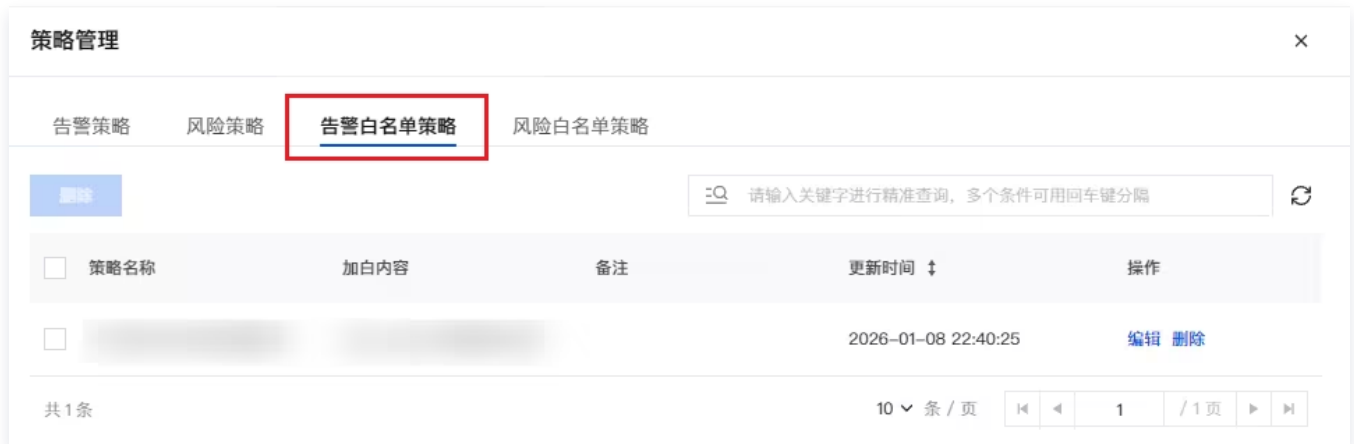 策略管理
告警策略 风险策略 告警白名单策略 风险白名单策略
删除 请输入关键字进行精准查询，多个条件可用回车键分隔
策略名称 加白内容 备注 更新时间 操作
2026-01-08 22:40:25 编辑 删除
共 1 条 10 条 / 页 1 / 1 页